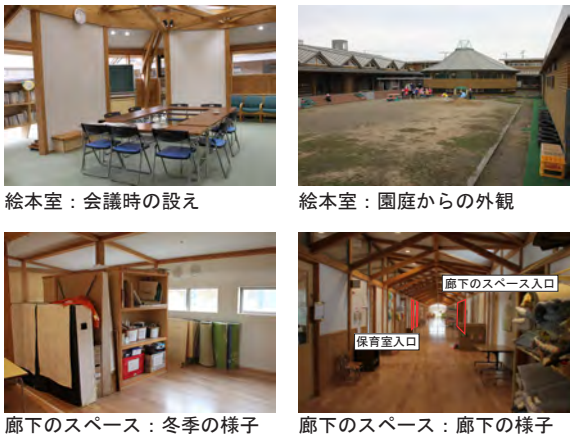 絵本室：会議時の設え
絵本室：園庭からの外観
廊下のスペース入口
保育室入口
廊下のスペース：冬季の様子
廊下のスペース：廊下の様子